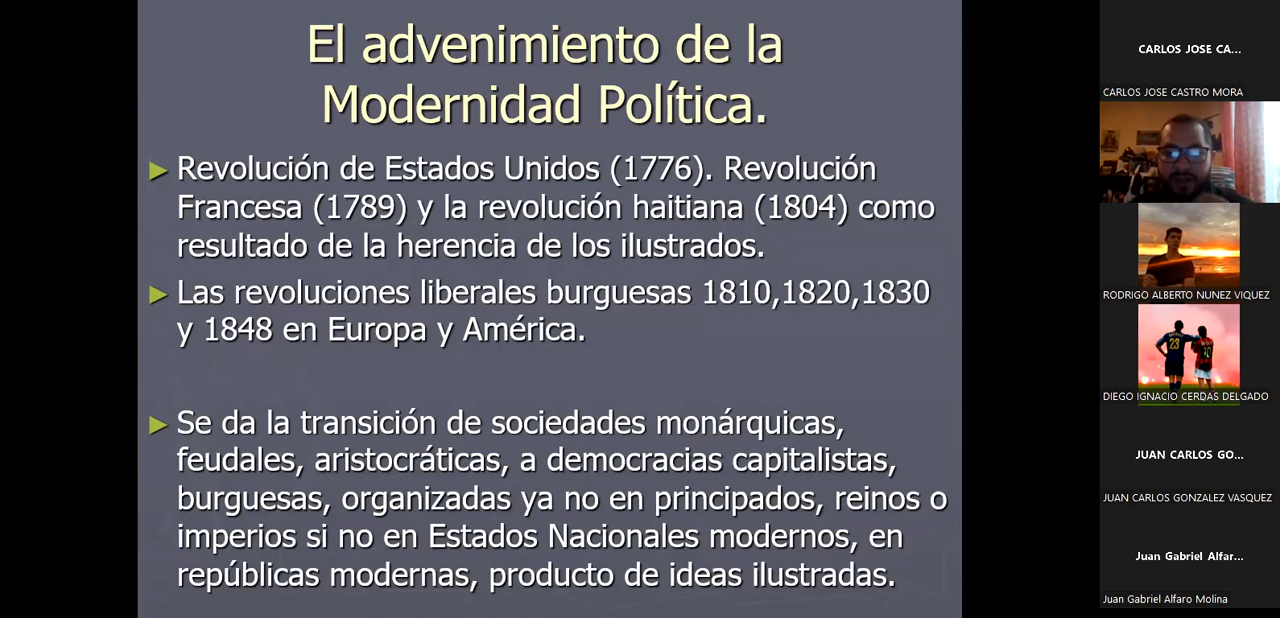 El advenimiento de la
Modernidad Política.
► Revolución de Estados Unidos (1776). Revolución
Francesa (1789) y la revolución haitiana (1804) como
resultado de la herencia de los ilustrados.
► Las revoluciones liberales burguesas 1810,1820,1830
y 1848 en Europa y América.
► Se da la transición de sociedades monárquicas,
feudales, aristocráticas, a democracias capitalistas,
burguesas, organizadas ya no en principados, reinos o
imperios si no en Estados Nacionales modernos, en
repúblicas modernas, producto de ideas ilustradas.
CARLOS JOSE CA...
CARLOS JOSE CASTRO MORA
RODRIGO ALBERTO NUNEZ VIQUEZ
23
10
DIEGO IGNACIO CERDAS DELGADO
JUAN CARLOS GO...
JUAN CARLOS GONZALEZ VASQUEZ
Juan Gabriel Alfar...
Juan Gabriel Alfaro Molina